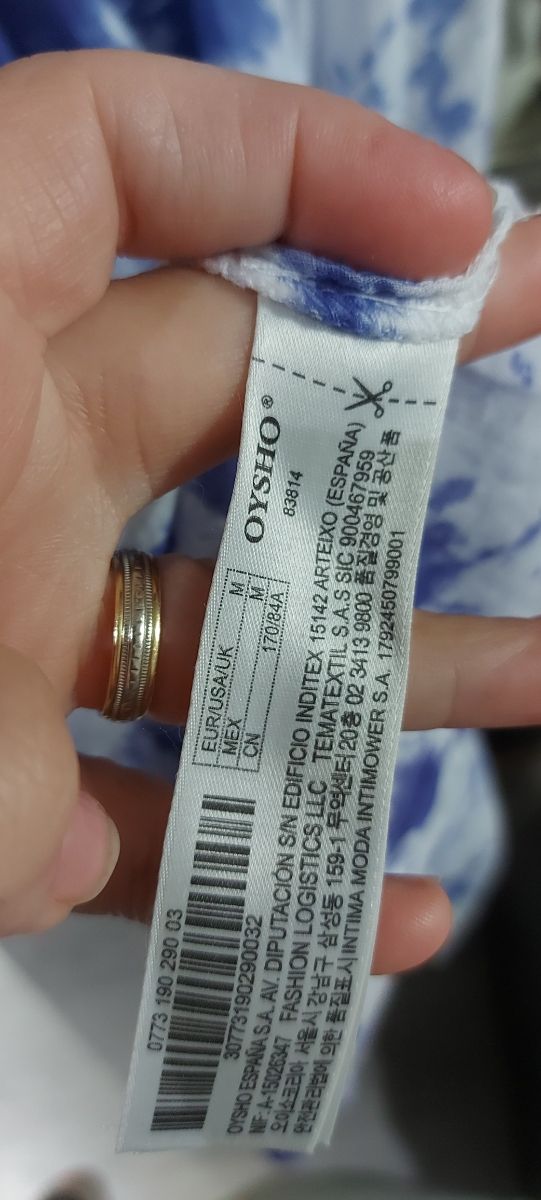 OYSHO®
83814
EUR/USA/UK M
MEX M
CN 170/84A
0773 190 290 03
30773190290032
OYSHO ESPAÑA S.A. AV. DIPUTACIÓN S/N EDIFICIO INDITEX 15142 ARTEIXO (ESPAÑA)
NIF: A-15026347 FASHION LOGISTICS LLC TEMATEXTIL S.A.S SIC 900467959
오이스코리아 서울시 강남구 삼성동 159-1 무역센터 20층 02 3413 9800 품질경영 및 공산품
안전관리법에 의한 품질표시 INTIMA MODA INTIMOWER S.A. 1792450799001